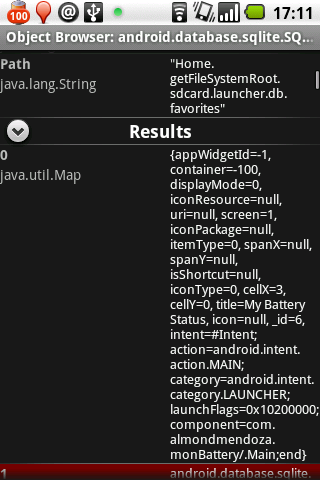 100
17:11
Object Browser: android.database.sqlite.SQ...
Path
java.lang.String
"Home.
getFileSystemRoot.
sdcard.launcher.db.
favorites"
Results
0
java.util.Map
{appWidgetId=-1,
container=-100,
displayMode=0,
iconResource=null,
uri=null, screen=1,
iconPackage=null,
itemType=0, spanX=null,
spanY=null,
isShortcut=null,
iconType=0, cellX=3,
cellY=0, title=My Battery
Status, icon=null, _id=6,
intent=#Intent;
action=android.intent.
action.MAIN;
category=android.intent.
category.LAUNCHER;
launchFlags=0x10200000;
component=com.
almondmendoza.
monBattery/.Main;end}
1
android.database.sqlite.